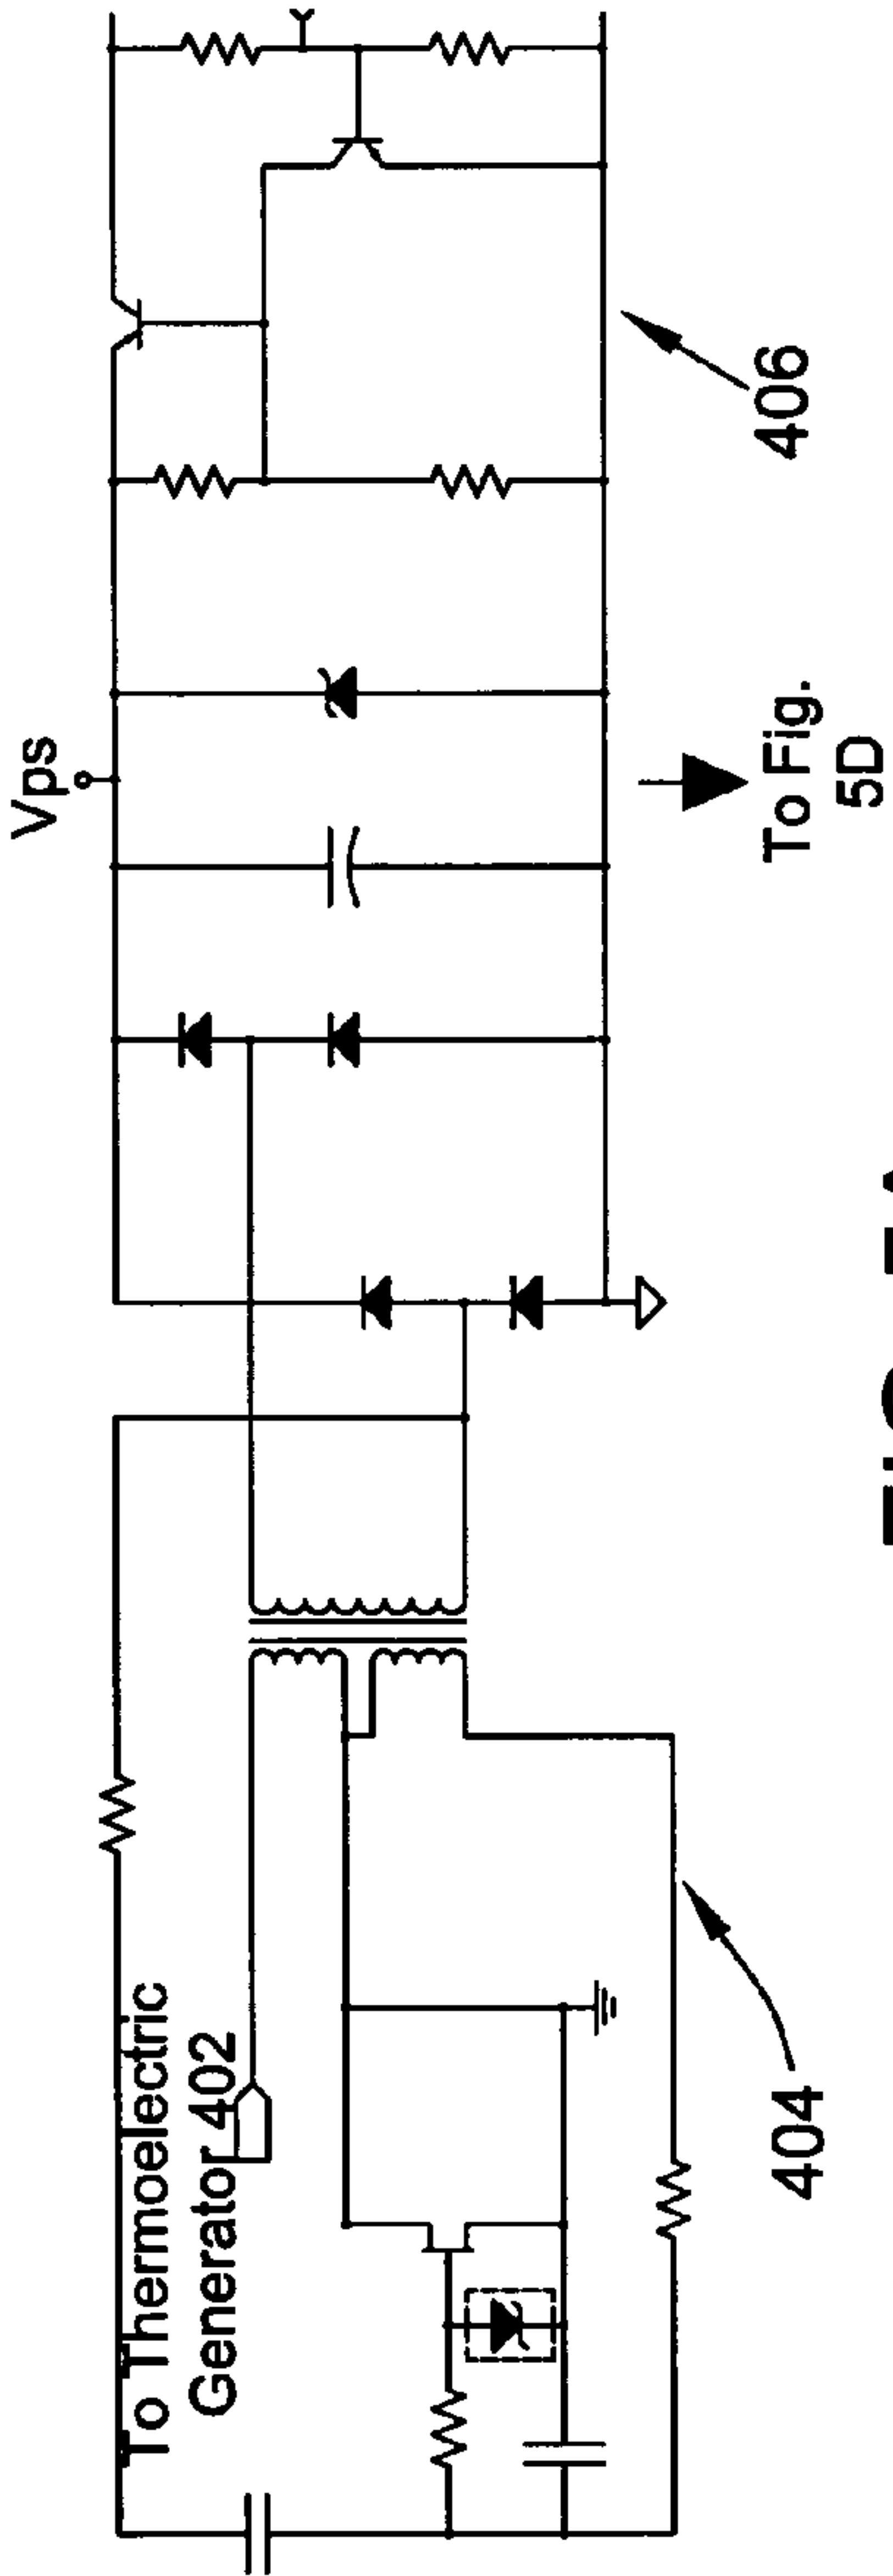 Vps
To Thermoelectric
Generator 402
404
406
To Fig.
5D